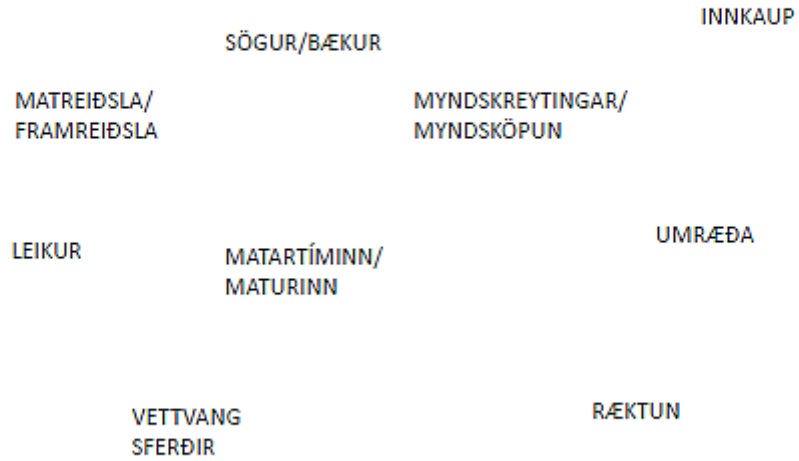 INNKAUP
SÖGUR/BÆKUR
MATREIÐSLA/
FRAMREIÐSLA
MYNDSKREYTINGAR/
MYNDSKÖPUN
LEIKUR
MATARTÍMINN/
MATURINN
UMRÆÐA
VETTVANG
SFERÐIR
RÆKTUN